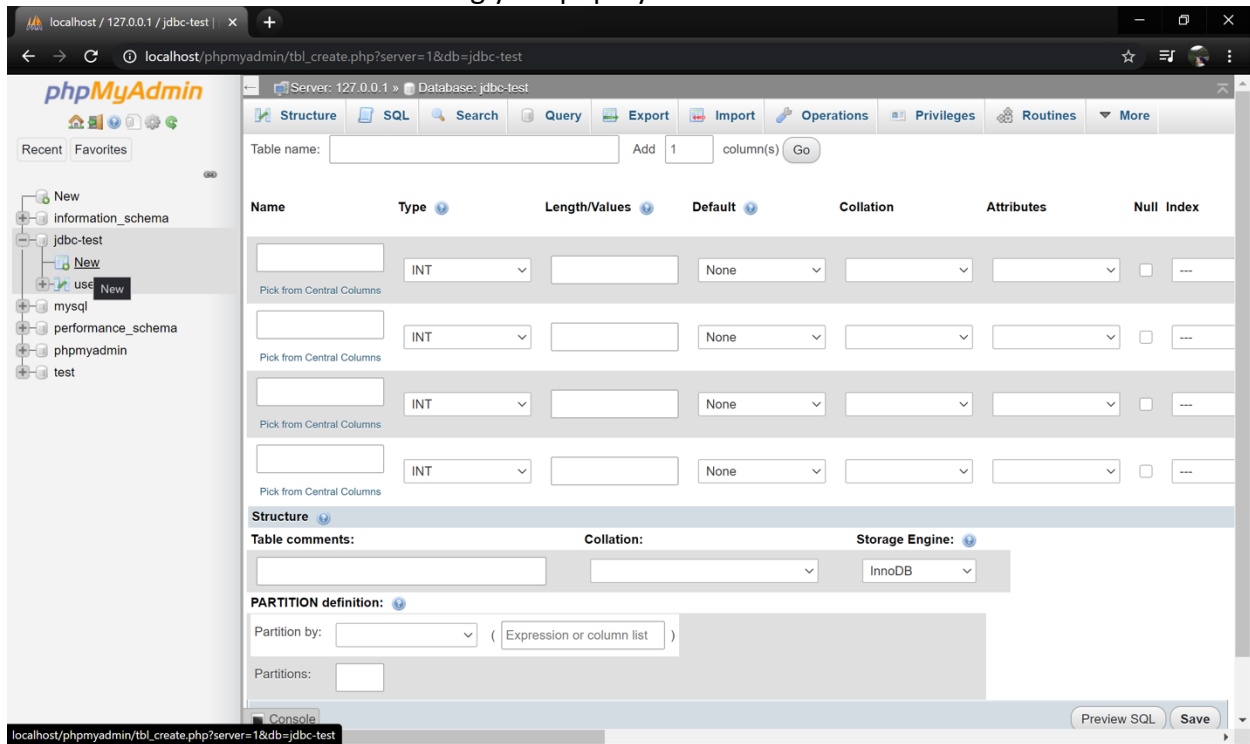 localhost / 127.0.0.1 / jdbc-test |
localhost/phpmyadmin/tbl_create.php?server=1&db=jdbc-test
phpMyAdmin
Recent Favorites
New
information_schema
jdbc-test
New
use
New
mysql
performance_schema
phpmyadmin
test
Server: 127.0.0.1 » Database: jdbc-test
Structure SQL Search Query Export Import Operations Privileges Routines More
Table name: Add 1 column(s) Go
Name Type Length/Values Default Collation Attributes Null Index
INT None ---
Pick from Central Columns
INT None ---
Pick from Central Columns
INT None ---
Pick from Central Columns
INT None ---
Pick from Central Columns
Structure
Table comments: Collation: Storage Engine:
InnoDB
PARTITION definition:
Partition by: ( Expression or column list )
Partitions:
Console Preview SQL Save
localhost/phpmyadmin/tbl_create.php?server=1&db=jdbc-test